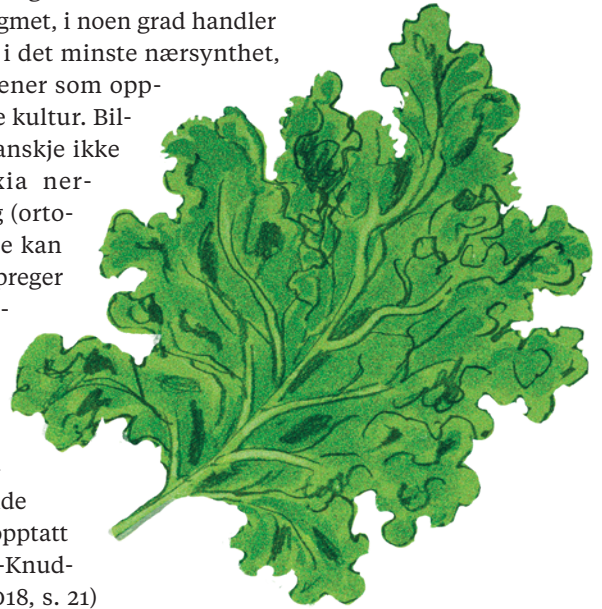 gmet, i noen grad handler
i det minste nærsynthet,
ener som opp-
e kultur. Bil-
anskje ikke
xia ner-
g (orto-
e kan
preger
-
de
opptatt
-Knud-
018, s. 21)